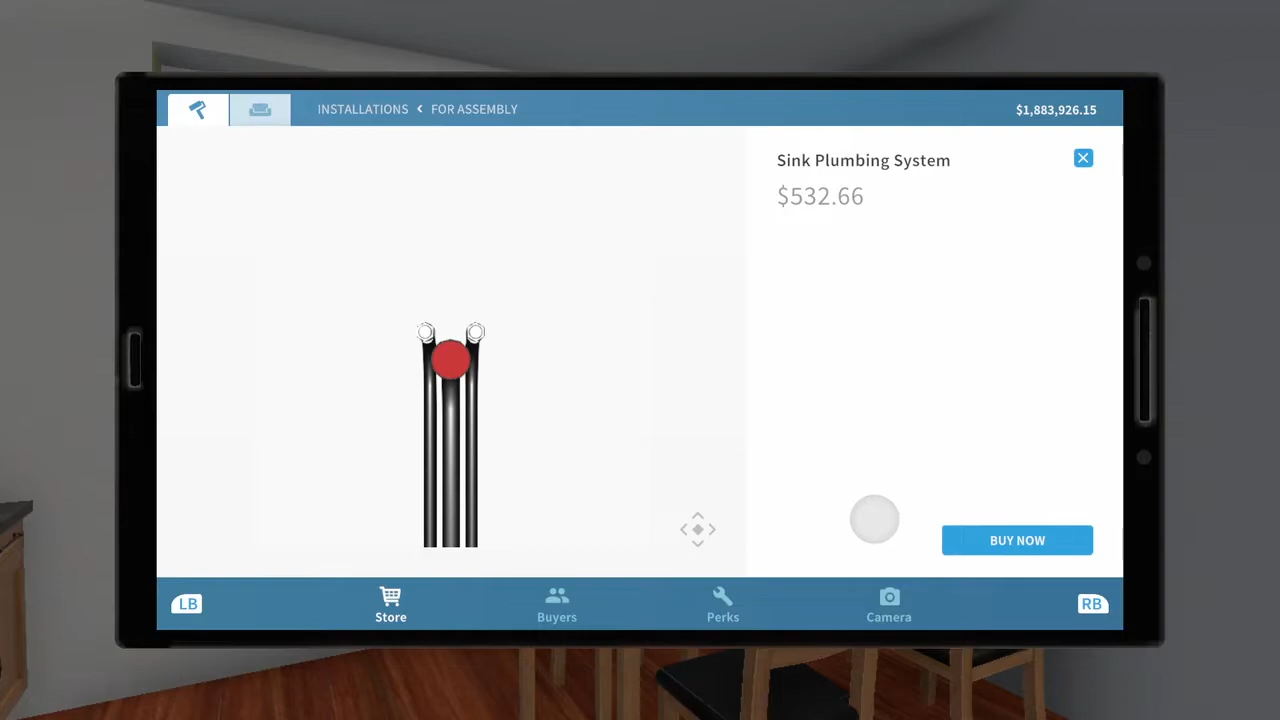 INSTALLATIONS < FOR ASSEMBLY
$1,883,926.15
Sink Plumbing System
$532.66
BUY NOW
LB
Store
Buyers
Perks
Camera
RB